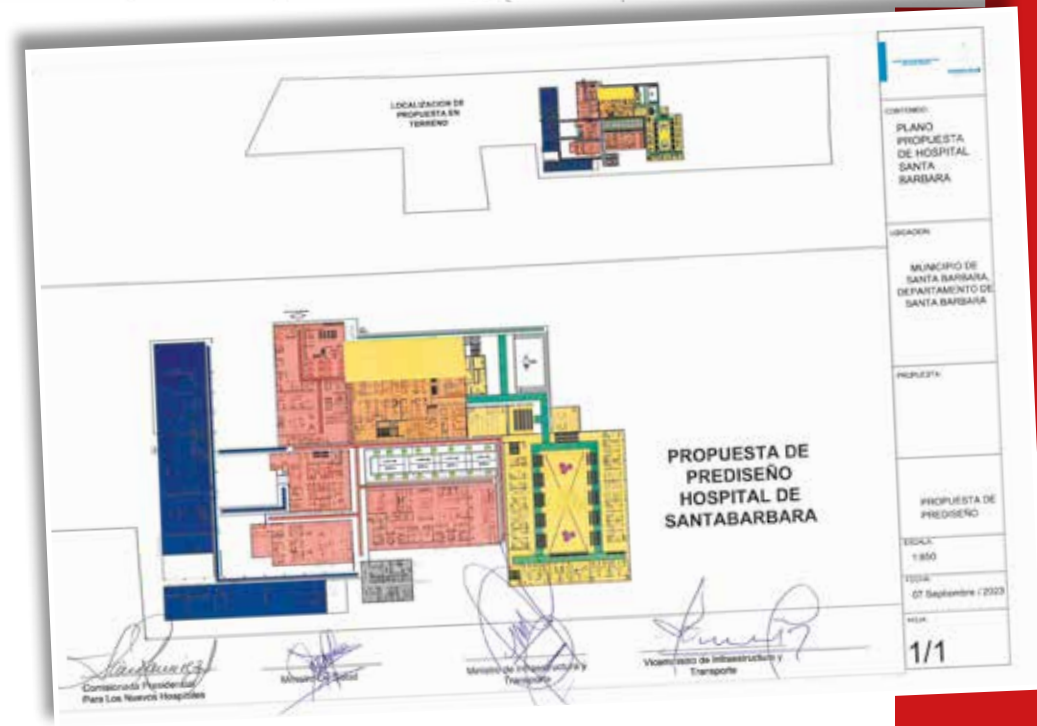 LOCALIZACIÓN DE
PROPUESTA EN
TERRENO
CONTENIDO:
PLANO
PROPUESTA
DE HOSPITAL
SANTA
BARBARA
UBICACION:
MUNICIPIO DE
SANTA BARBARA,
DEPARTAMENTO DE
SANTA BARBARA
PROPUESTA:
PROPUESTA DE
PREDISEÑO
ESCALA:
1:850
FECHA:
07 Septiembre / 2023
HOJA:
1/1
PROPUESTA DE
PREDISEÑO
HOSPITAL DE
SANTABARBARA
Comisionada Presidencial
Para Los Nuevos Hospitales
Ministro De Salud
Ministro de Infraestructura y
Transporte
Viceministro de Infraestructura y
Transporte